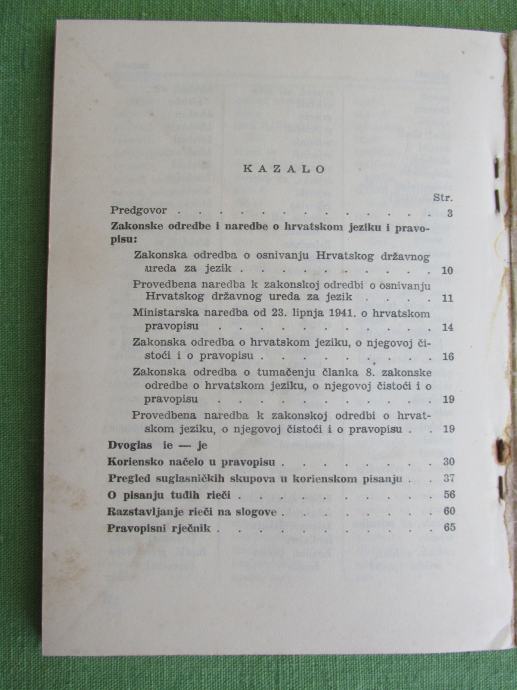 KAZALO
Str.
Predgovor . . . . . . . . . . . . . 3
Zakonske odredbe i naredbe o hrvatskom jeziku i pravo-
pisu:
Zakonska odredba o osnivanju Hrvatskog državnog
ureda za jezik . . . . . . . . . 10
Provedbena naredka k zakonskoj odredbi o osnivanju
Hrvatskog državnog ureda za jezik . . . . 11
Ministarska naredba od 23. lipnja 1941. o hrvatskom
pravopisu . . . . . . . . . . 14
Zakonska odredba o hrvatskom jeziku, o njegovoj či-
stoći i o pravopisu . . . . . . . . 16
Zakonska odredba o tumačenju članka 8. zakonske
odredbe o hrvatskom jeziku, o njegovoj čistoći i o
pravopisu . . . . . . . . . . 19
Provedbena naredba k zakonskoj odredbi o hrvat-
skom jeziku, o njegovoj čistoći i o pravopisu . . 19
Dvoglas ie — je
Koriensko načelo u pravopisu . . . . . . . 30
Pregled suglasničkih skupova u korienskom pisanju . . 37
O pisanju tuđih rieči . . . . . . . . . 56
Razstavljanje rieči na slogove . . . . . . . 60
Pravopisni rječnik . . . . . . . . . . 65